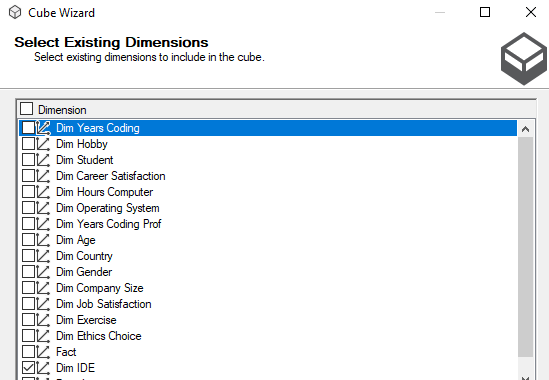 Cube Wizard
Select Existing Dimensions
Select existing dimensions to include in the cube.
Dimension
Dim Years Coding
Dim Hobby
Dim Student
Dim Career Satisfaction
Dim Hours Computer
Dim Operating System
Dim Years Coding Prof
Dim Age
Dim Country
Dim Gender
Dim Company Size
Dim Job Satisfaction
Dim Exercise
Dim Ethics Choice
Fact
Dim IDE